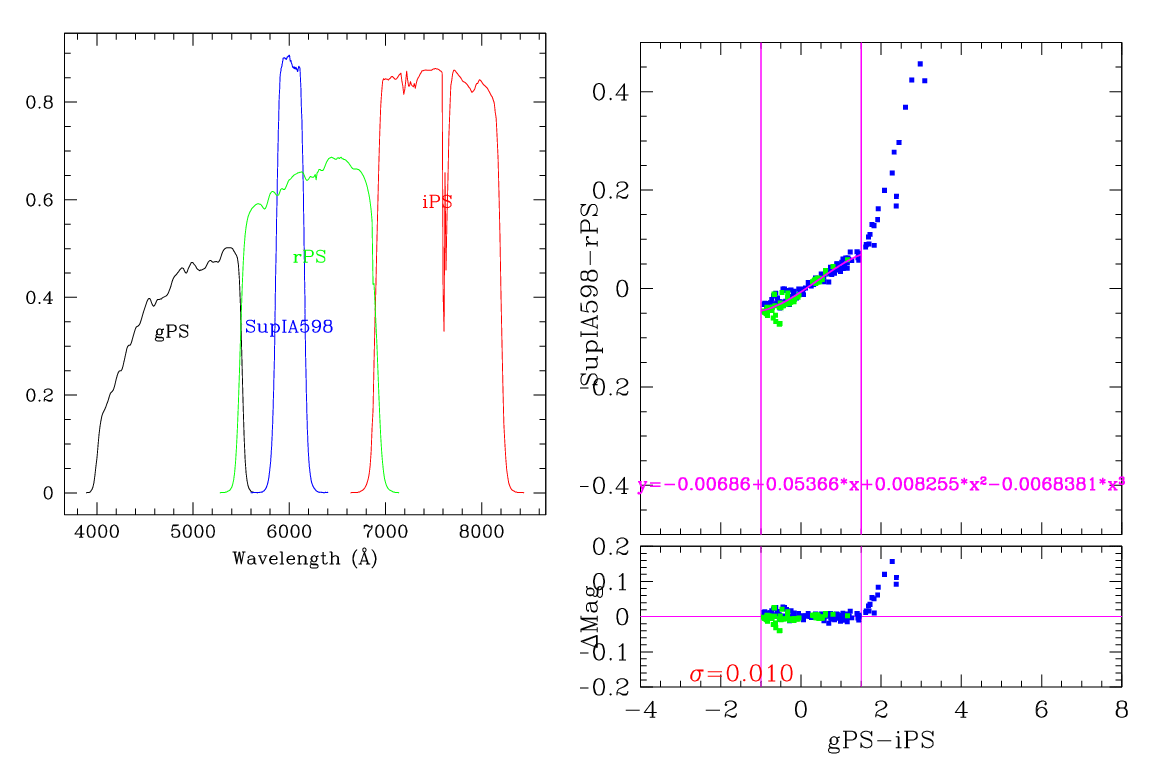 0.8
0.6
0.4
0.2
0
4000 5000 6000 7000 8000
Wavelength (Å)
gPS
SupIA598
rPS
iPS
0.4
0.2
0
-0.2
-0.4
SupIA598−rPS
y=−0.00686+0.05366*x+0.008255*x²−0.0068381*x³
0.2
0.1
0
-0.1
-0.2
ΔMag
σ=0.010
−4 −2 0 2 4 6 8
gPS−iPS